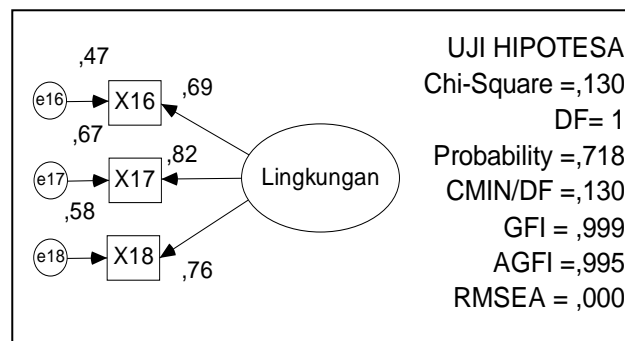 UJI HIPOTESA
Chi-Square =,130
DF= 1
Probability =,718
CMIN/DF =,130
GFI = ,999
AGFI =,995
RMSEA = ,000
,47
e16
X16
,69
,67
e17
X17
,82
Lingkungan
,58
e18
X18
,76